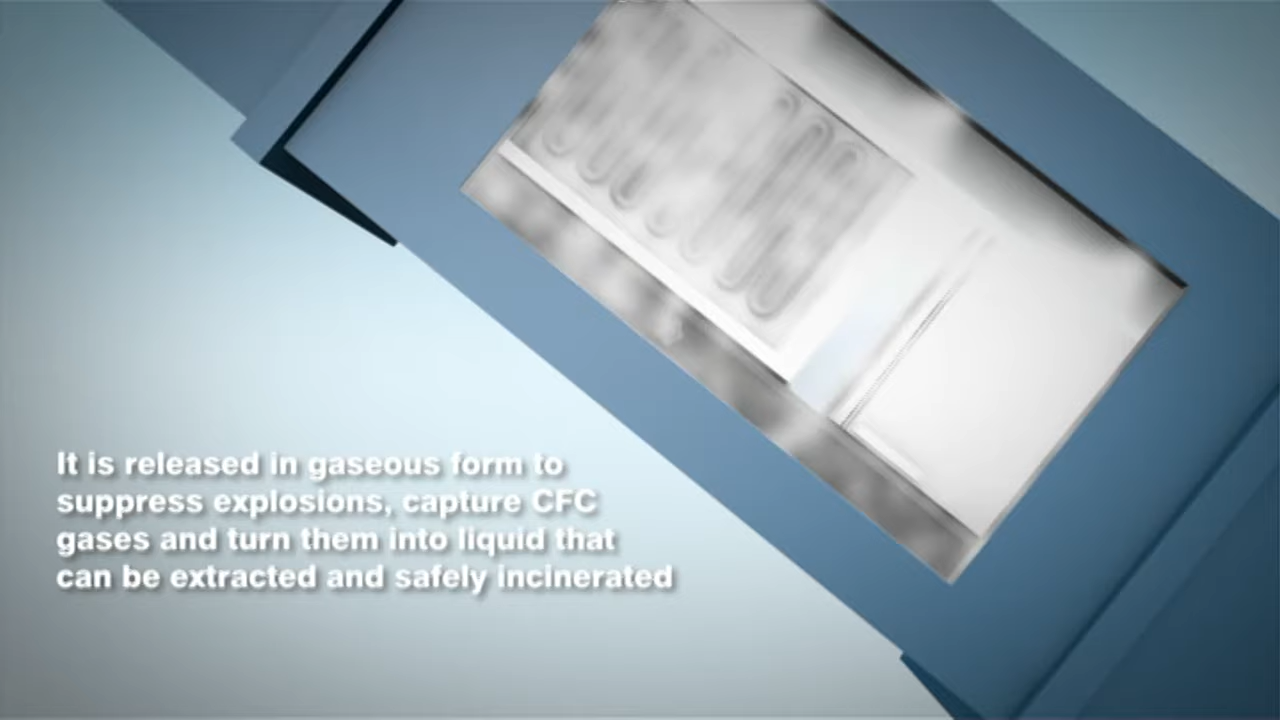 It is released in gaseous form to
suppress explosions, capture CFC
gases and turn them into liquid that
can be extracted and safely incinerated